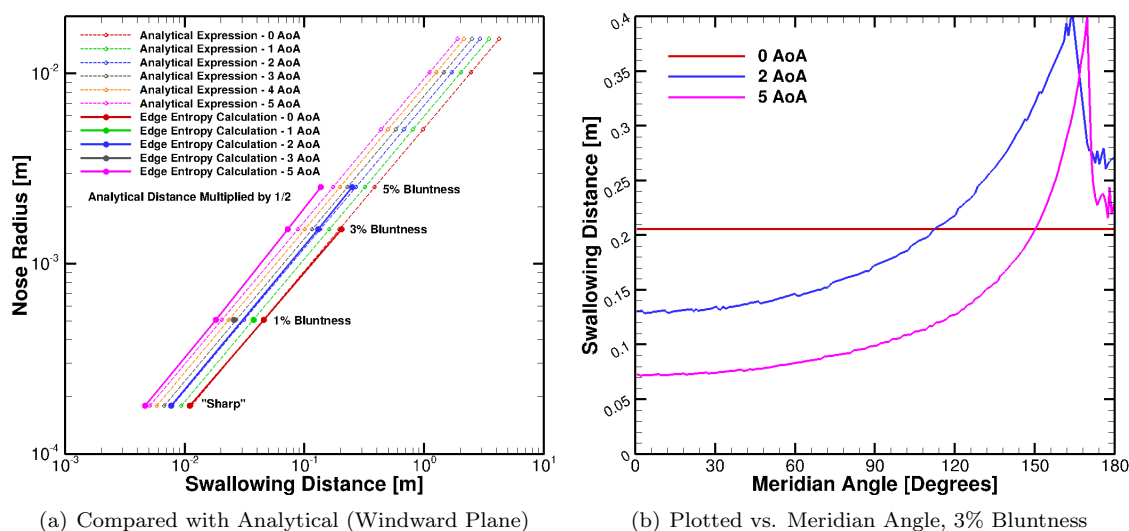 Analytical Expression - 0 AoA
Analytical Expression - 1 AoA
Analytical Expression - 2 AoA
Analytical Expression - 3 AoA
Analytical Expression - 4 AoA
Analytical Expression - 5 AoA
Edge Entropy Calculation - 0 AoA
Edge Entropy Calculation - 1 AoA
Edge Entropy Calculation - 2 AoA
Edge Entropy Calculation - 3 AoA
Edge Entropy Calculation - 5 AoA
Analytical Distance Multiplied by 1/2
5% Bluntness
3% Bluntness
1% Bluntness
"Sharp"
Nose Radius [m]
10⁻²
10⁻³
10⁻⁴
10⁻³ 10⁻² 10⁻¹ 10⁰ 10¹
Swallowing Distance [m]
(a) Compared with Analytical (Windward Plane)
0 AoA
2 AoA
5 AoA
Swallowing Distance [m]
0.4
0.35
0.3
0.25
0.2
0.15
0.1
0.05
0
0 30 60 90 120 150 180
Meridian Angle [Degrees]
(b) Plotted vs. Meridian Angle, 3% Bluntness